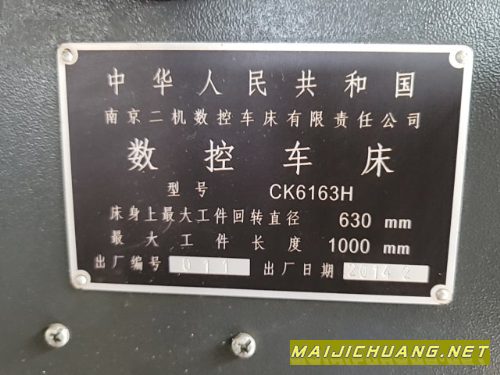 中华人民共和国
南京二机数控车床有限责任公司
数控车床
型号 CK6163H
床身上最大工件回转直径 630 mm
最大工件长度 1000 mm
出厂编号 011 出厂日期 2014 2
MAIJICHUANG.NET